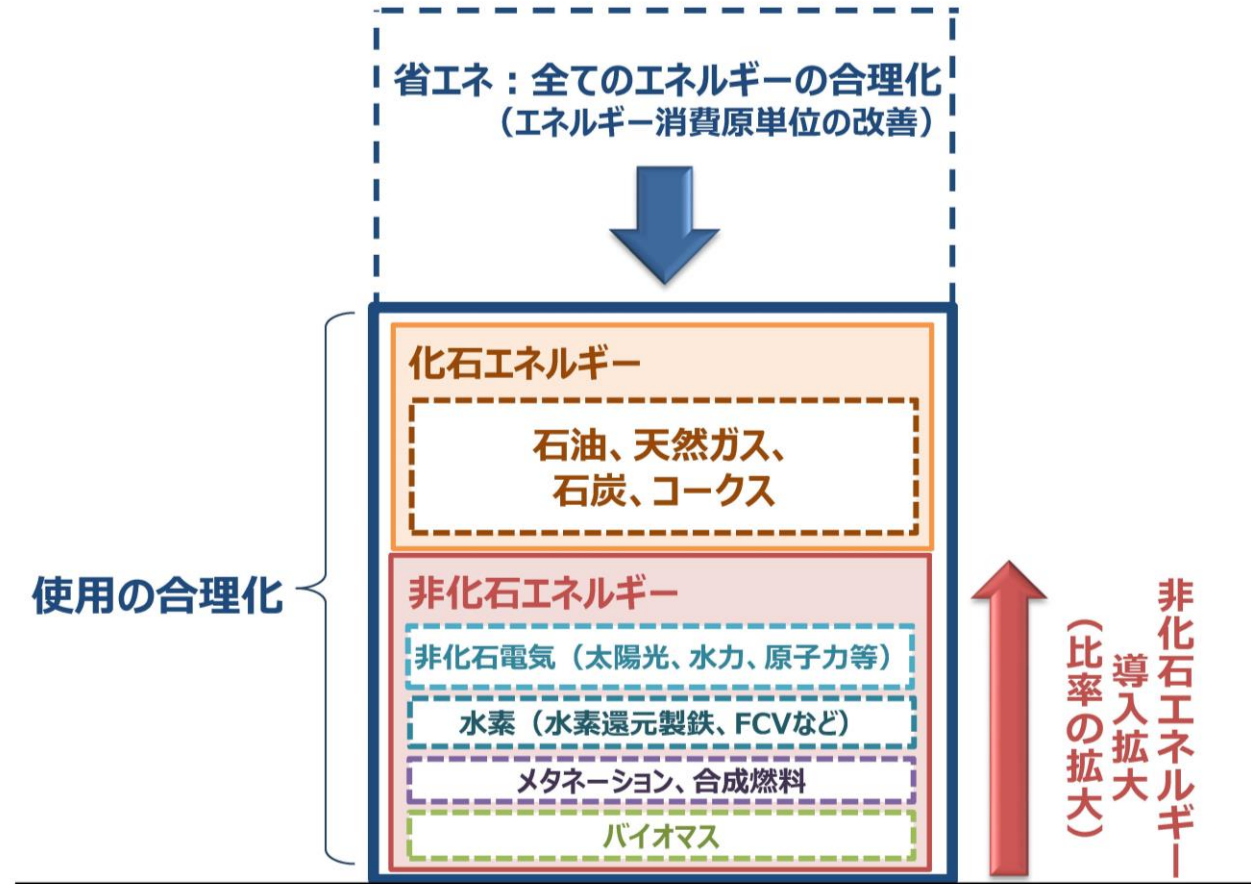 省エネ：全てのエネルギーの合理化
（エネルギー消費原単位の改善）
化石エネルギー
石油、天然ガス、
石炭、コークス
使用の合理化
非化石エネルギー
非化石電気（太陽光、水力、原子力等）
水素（水素還元製鉄、FCVなど）
メタネーション、合成燃料
バイオマス
非化石エネルギー
導入拡大
（比率の拡大）